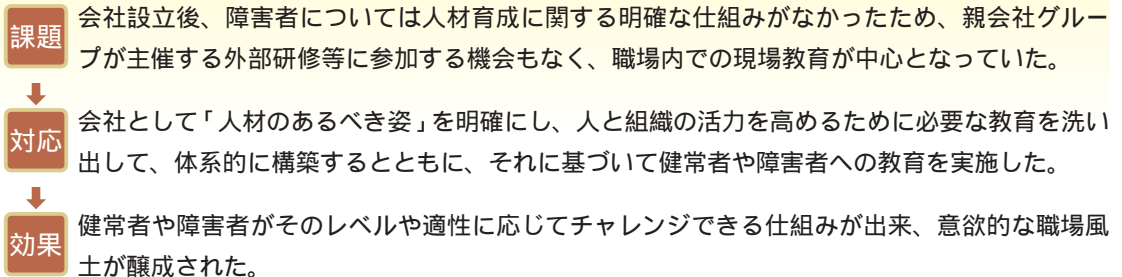 課題
会社設立後、障害者については人材育成に関する明確な仕組みがなかったため、親会社グルー
プが主催する外部研修等に参加する機会もなく、職場内での現場教育が中心となっていた。
対応
会社として「人材のあるべき姿」を明確にし、人と組織の活力を高めるために必要な教育を洗い
出して、体系的に構築するとともに、それに基づいて健常者や障害者への教育を実施した。
効果
健常者や障害者がそのレベルや適性に応じてチャレンジできる仕組みが出来、意欲的な職場風
土が醸成された。